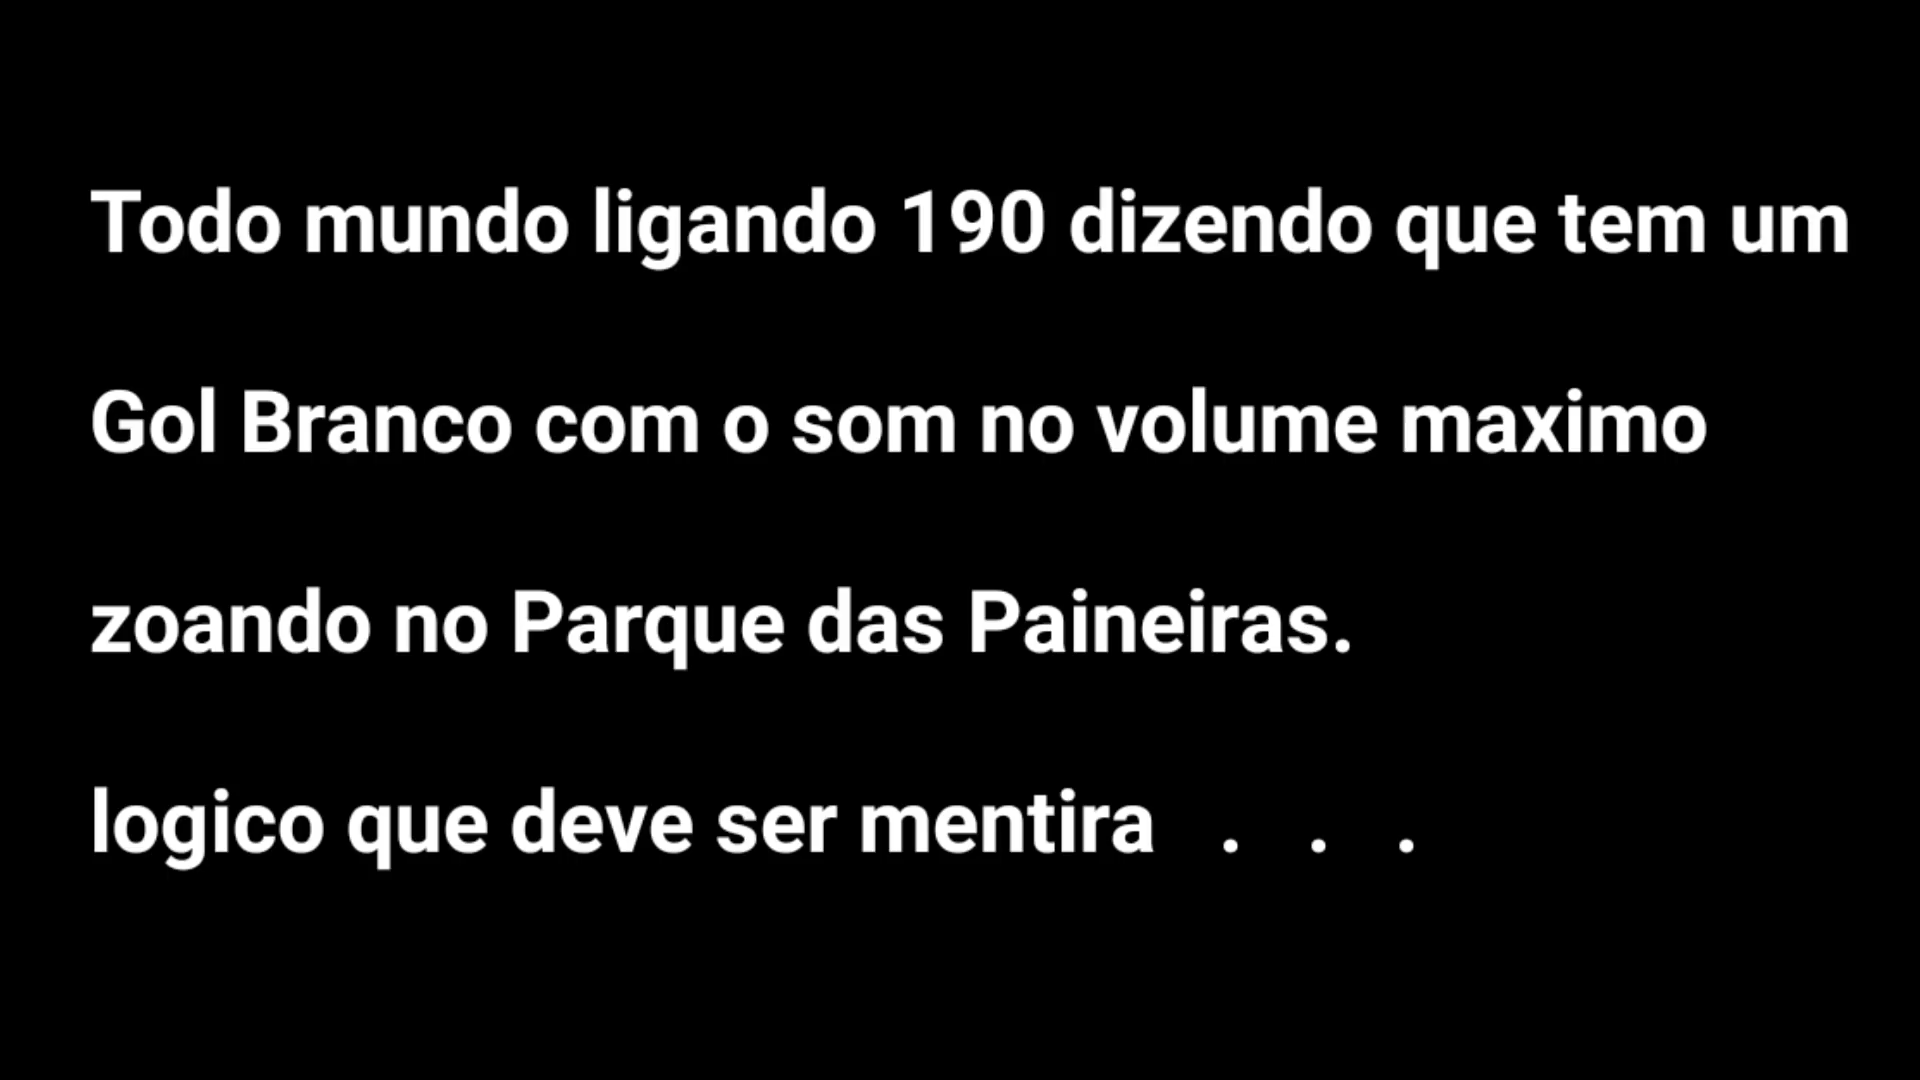 Todo mundo ligando 190 dizendo que tem um
Gol Branco com o som no volume maximo
zoando no Parque das Paineiras.
logico que deve ser mentira . . .